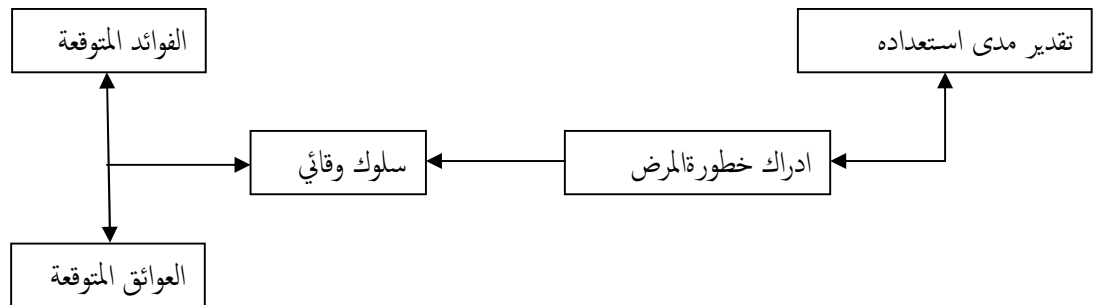 تقدير مدى استعداده
الفوائد المتوقعة
ادراك خطورةالمرض
سلوك وقائي
العوائق المتوقعة